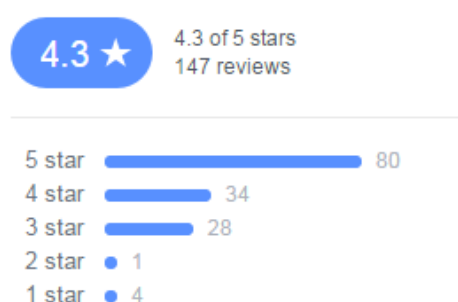 4.3 ★
4.3 of 5 stars
147 reviews
5 star 80
4 star 34
3 star 28
2 star 1
1 star 4